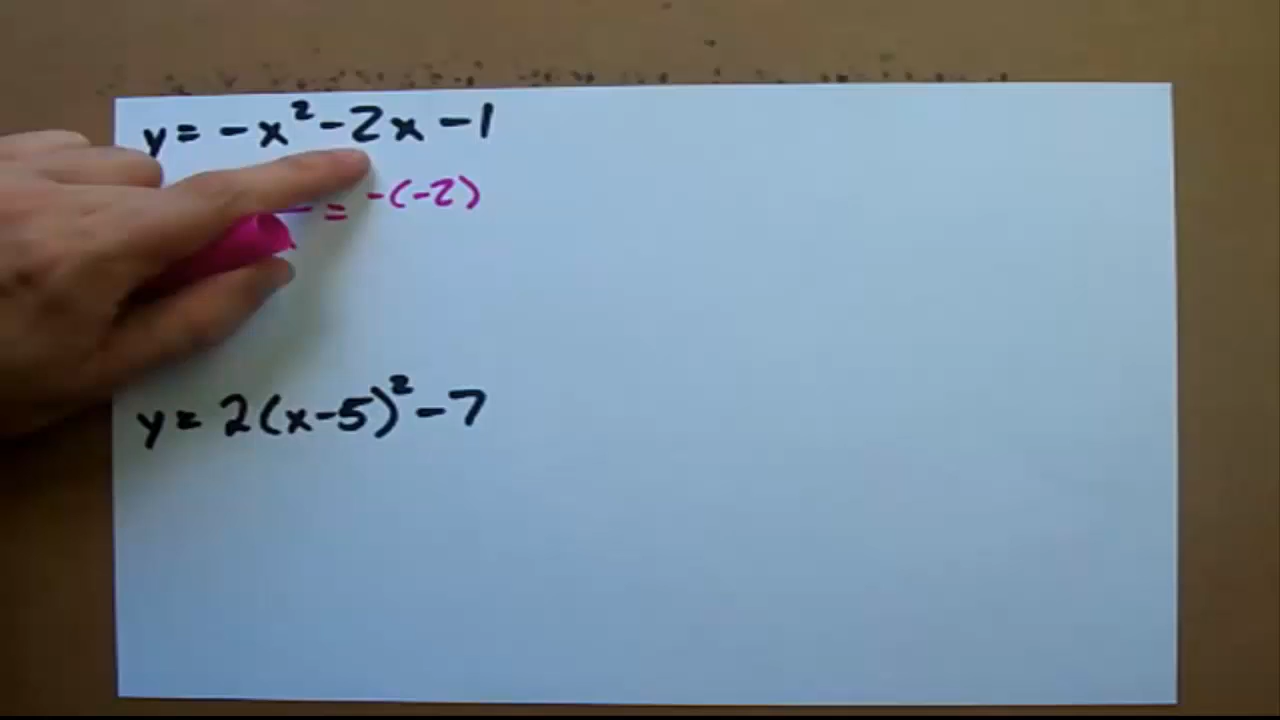 y = -x² - 2x - 1
= -(-2)
y = 2(x-5)² - 7